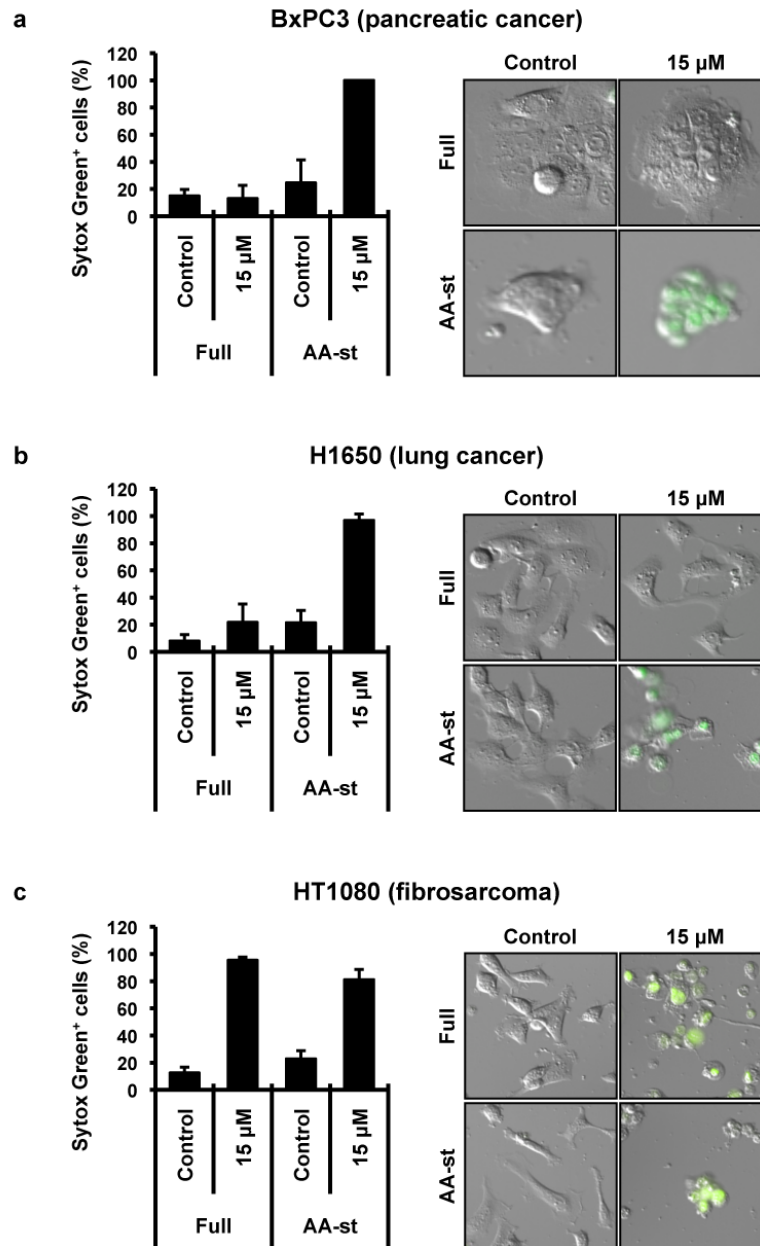 a
BxPC3 (pancreatic cancer)
Sytox Green⁺ cells (%)
120
100
80
60
40
20
0
Control
15 µM
Control
15 µM
Full
AA-st
Control
15 µM
Full
AA-st
b
H1650 (lung cancer)
Sytox Green⁺ cells (%)
120
100
80
60
40
20
0
Control
15 µM
Control
15 µM
Full
AA-st
Control
15 µM
Full
AA-st
c
HT1080 (fibrosarcoma)
Sytox Green⁺ cells (%)
120
100
80
60
40
20
0
Control
15 µM
Control
15 µM
Full
AA-st
Control
15 µM
Full
AA-st